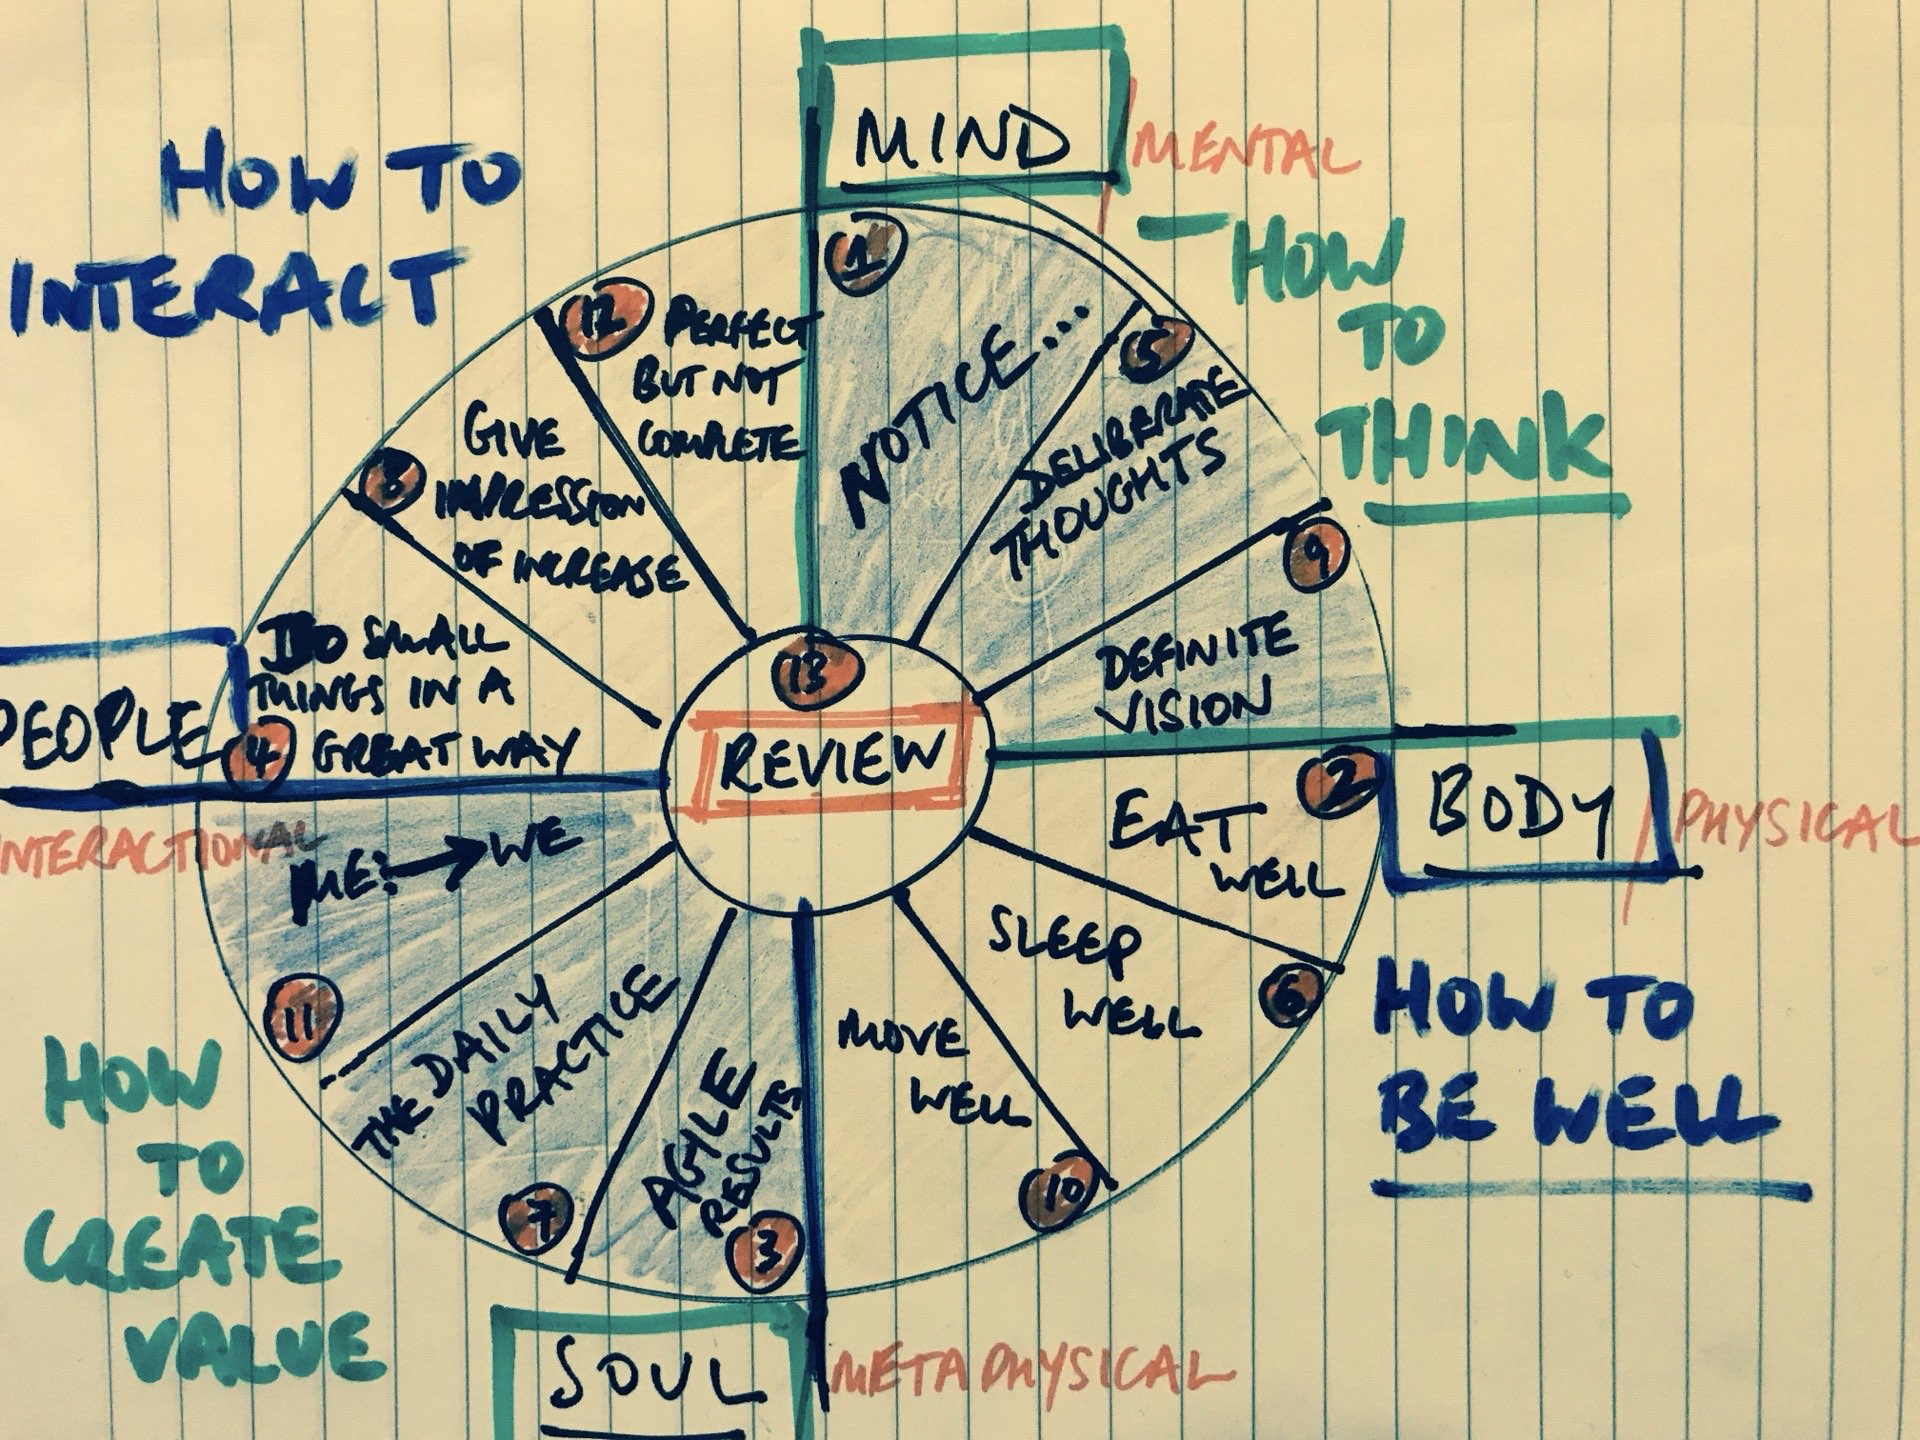 MIND
MENTAL
HOW TO
INTERACT
- HOW
TO
THINK
1
NOTICE...
5
DELIBERATE
THOUGHTS
9
DEFINITE
VISION
12
PERFECT
BUT NOT
COMPLETE
8
GIVE
IMPRESSION
OF INCREASE
DO SMALL
THINGS IN A
GREAT WAY
4
PEOPLE
INTERACTIONAL
13
REVIEW
2
EAT
WELL
BODY
PHYSICAL
SLEEP
WELL
6
HOW TO
BE WELL
MOVE
WELL
10
ME: → WE
11
THE DAILY
PRACTICE
7
AGILE
RESULTS
3
HOW
TO
CREATE
VALUE
SOUL
METAPHYSICAL